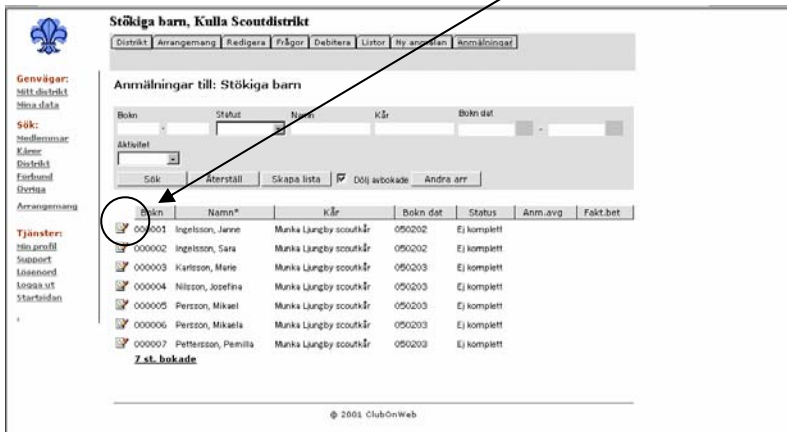 Stökiga barn, Kulla Scoutdistrikt
Distrikt Arrangemang Redigera Frågor Debitera Listor Ny anmälan Anmälningar
Genvägar:
Mitt distrikt
Mina data
Sök:
Medlemmar
Kårer
Distrikt
Förbund
Övriga
Arrangemang
Tjänster:
Min profil
Support
Lösenord
Logga ut
Startsidan
Anmälningar till: Stökiga barn
Bokn Status Namn Kår Bokn dat
- -
Aktivitet
Sök Återställ Skapa lista Dölj avbokade Andra arr
Bokn Namn* Kår Bokn dat Status Anm.avg Fakt.bet
000001 Ingelsson, Janne Munka Ljungby scoutkår 050202 Ej komplett
000002 Ingelsson, Sara Munka Ljungby scoutkår 050202 Ej komplett
000003 Karlsson, Marie Munka Ljungby scoutkår 050203 Ej komplett
000004 Nilsson, Josefina Munka Ljungby scoutkår 050203 Ej komplett
000005 Persson, Mikael Munka Ljungby scoutkår 050203 Ej komplett
000006 Persson, Mikaela Munka Ljungby scoutkår 050203 Ej komplett
000007 Pettersson, Pernilla Munka Ljungby scoutkår 050203 Ej komplett
7 st. bokade
© 2001 ClubOnWeb